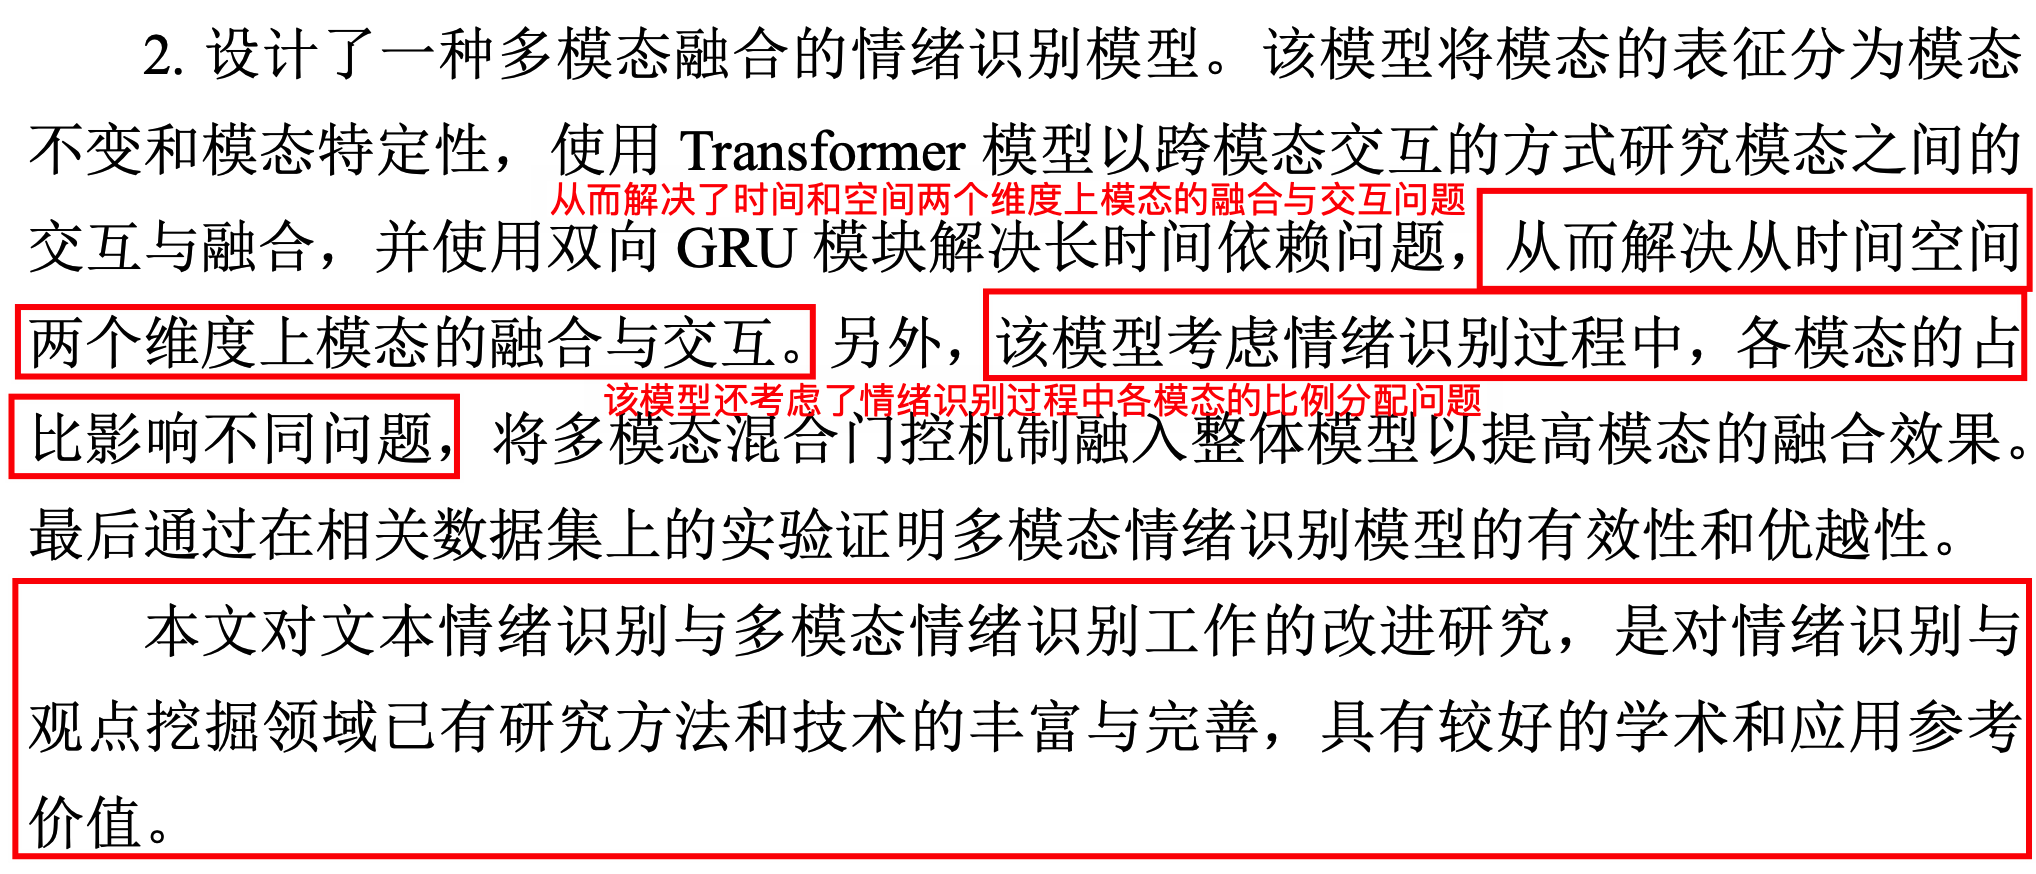 2. 设计了一种多模态融合的情绪识别模型。该模型将模态的表征分为模态
不变和模态特定性，使用 Transformer 模型以跨模态交互的方式研究模态之间的
从而解决了时间和空间两个维度上模态的融合与交互问题
交互与融合，并使用双向 GRU 模块解决长时间依赖问题，从而解决从时间空间
两个维度上模态的融合与交互。另外，该模型考虑情绪识别过程中，各模态的占
该模型还考虑了情绪识别过程中各模态的比例分配问题
比影响不同问题，将多模态混合门控机制融入整体模型以提高模态的融合效果。
最后通过在相关数据集上的实验证明多模态情绪识别模型的有效性和优越性。
本文对文本情绪识别与多模态情绪识别工作的改进研究，是对情绪识别与
观点挖掘领域已有研究方法和技术的丰富与完善，具有较好的学术和应用参考
价值。